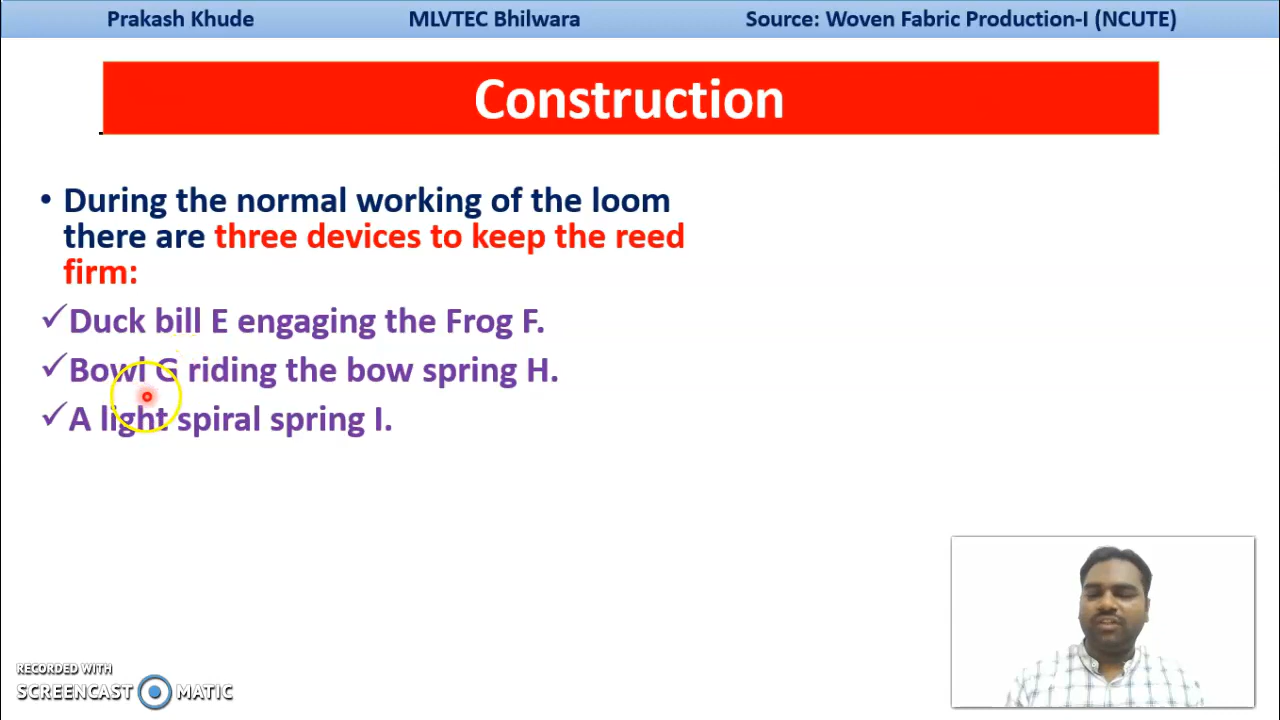 Prakash Khude MLVTEC Bhilwara Source: Woven Fabric Production-I (NCUTE)
Construction
• During the normal working of the loom
there are three devices to keep the reed
firm:
✓Duck bill E engaging the Frog F.
✓Bowl G riding the bow spring H.
✓A light spiral spring I.
RECORDED WITH
SCREENCAST MATIC